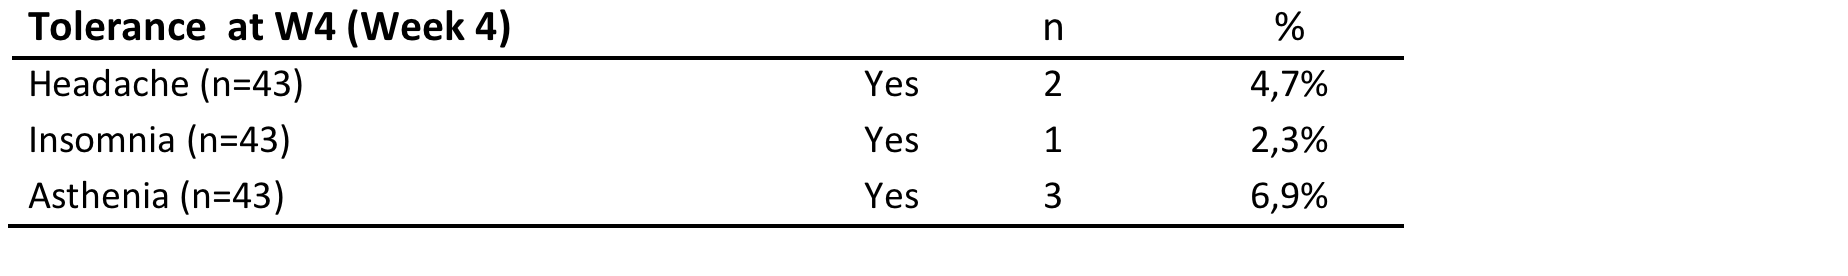 Tolerance at W4 (Week 4) n %
Headache (n=43) Yes 2 4,7%
Insomnia (n=43) Yes 1 2,3%
Asthenia (n=43) Yes 3 6,9%